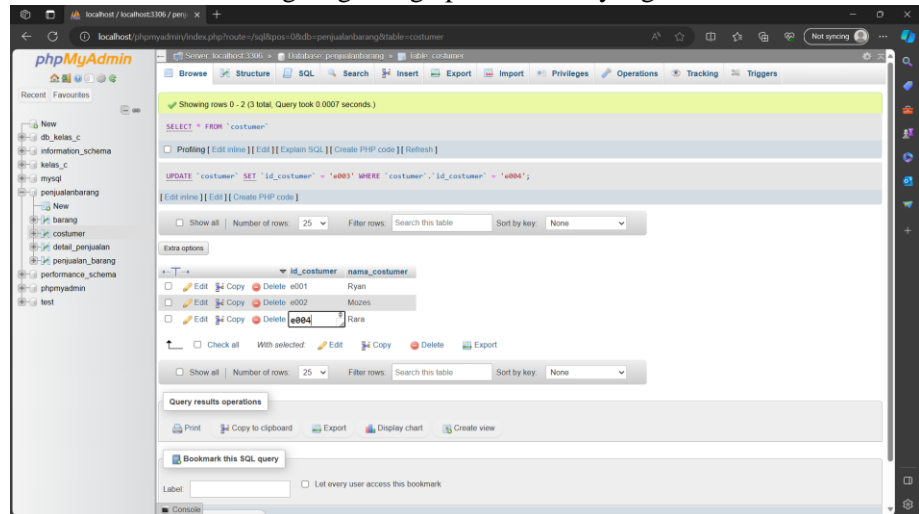 localhost / localhost:3306 / penj
localhost/phpmyadmin/index.php?route=/sql&pos=0&db=penjualanbarang&table=costumer
Not syncing
phpMyAdmin
Recent Favourites
New
db_kelas_c
information_schema
kelas_c
mysql
penjualanbarang
New
barang
costumer
detail_penjualan
penjualan_barang
performance_schema
phpmyadmin
test
Server: localhost:3306 » Database: penjualanbarang » Table: costumer
Browse Structure SQL Search Insert Export Import Privileges Operations Tracking Triggers
Showing rows 0 - 2 (3 total, Query took 0.0007 seconds.)
SELECT * FROM `costumer`
Profiling [ Edit inline ] [ Edit ] [ Explain SQL ] [ Create PHP code ] [ Refresh ]
UPDATE `costumer` SET `id_costumer` = 'e003' WHERE `costumer`.`id_costumer` = 'e004';
[ Edit inline ] [ Edit ] [ Create PHP code ]
Show all | Number of rows: 25 Filter rows: Search this table Sort by key: None
Extra options
id_costumer nama_costumer
Edit Copy Delete e001 Ryan
Edit Copy Delete e002 Mozes
Edit Copy Delete e004 Rara
Check all With selected: Edit Copy Delete Export
Show all | Number of rows: 25 Filter rows: Search this table Sort by key: None
Query results operations
Print Copy to clipboard Export Display chart Create view
Bookmark this SQL query
Label: Let every user access this bookmark
Console